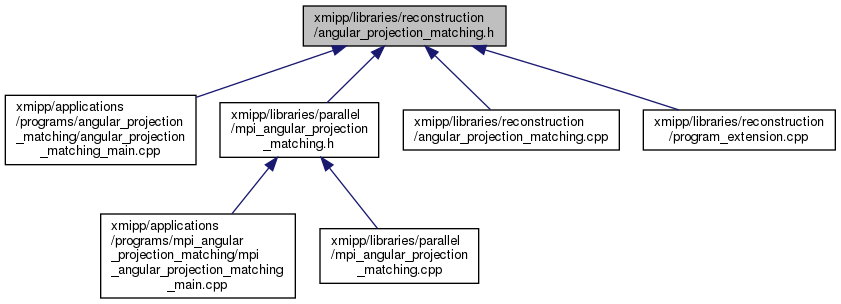 xmipp/libraries/reconstruction
/angular_projection_matching.h
xmipp/applications
/programs/angular_projection
_matching/angular_projection
_matching_main.cpp
xmipp/libraries/parallel
/mpi_angular_projection
_matching.h
xmipp/libraries/reconstruction
/angular_projection_matching.cpp
xmipp/libraries/reconstruction
/program_extension.cpp
xmipp/applications
/programs/mpi_angular
_projection_matching/mpi
_angular_projection_matching
_main.cpp
xmipp/libraries/parallel
/mpi_angular_projection
_matching.cpp